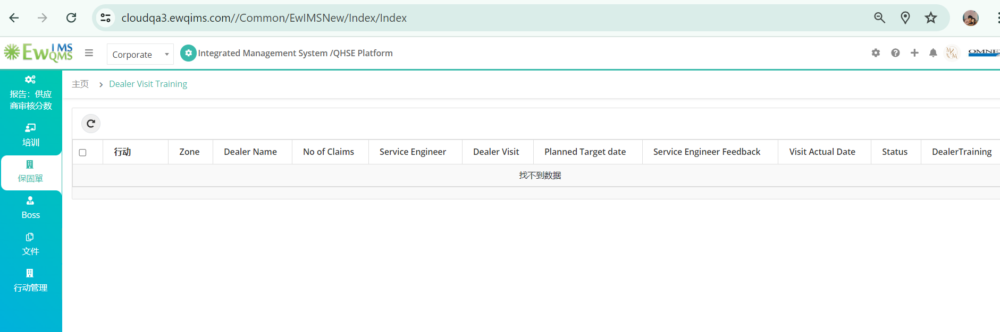 cloudqa3.ewqims.com//Common/EwIMSNew/Index/Index
EwIMS QMS
Corporate
Integrated Management System /QHSE Platform
主页 > Dealer Visit Training
报告：供应
商审核分数
培训
保固單
Boss
文件
行动管理
行动 Zone Dealer Name No of Claims Service Engineer Dealer Visit Planned Target date Service Engineer Feedback Visit Actual Date Status DealerTraining
找不到数据